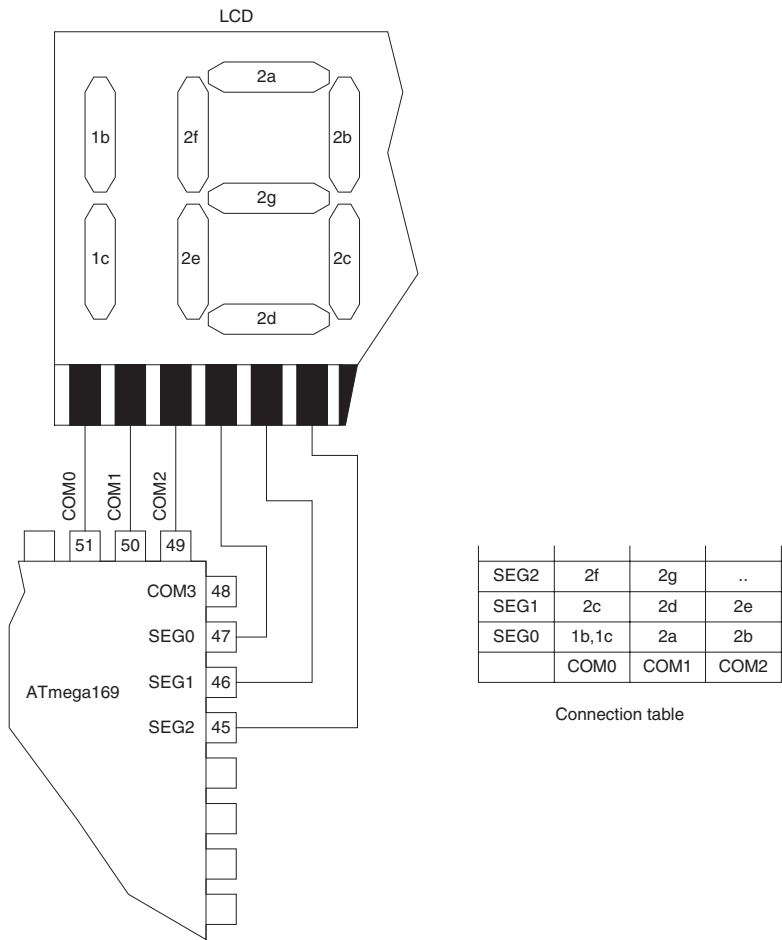 LCD
2a
1b 2f 2b
2g
1c 2e 2c
2d
COM0 COM1 COM2
51 50 49
COM3 48
SEG0 47
ATmega169 SEG1 46
SEG2 45
SEG2 2f 2g ..
SEG1 2c 2d 2e
SEG0 1b,1c 2a 2b
COM0 COM1 COM2
Connection table